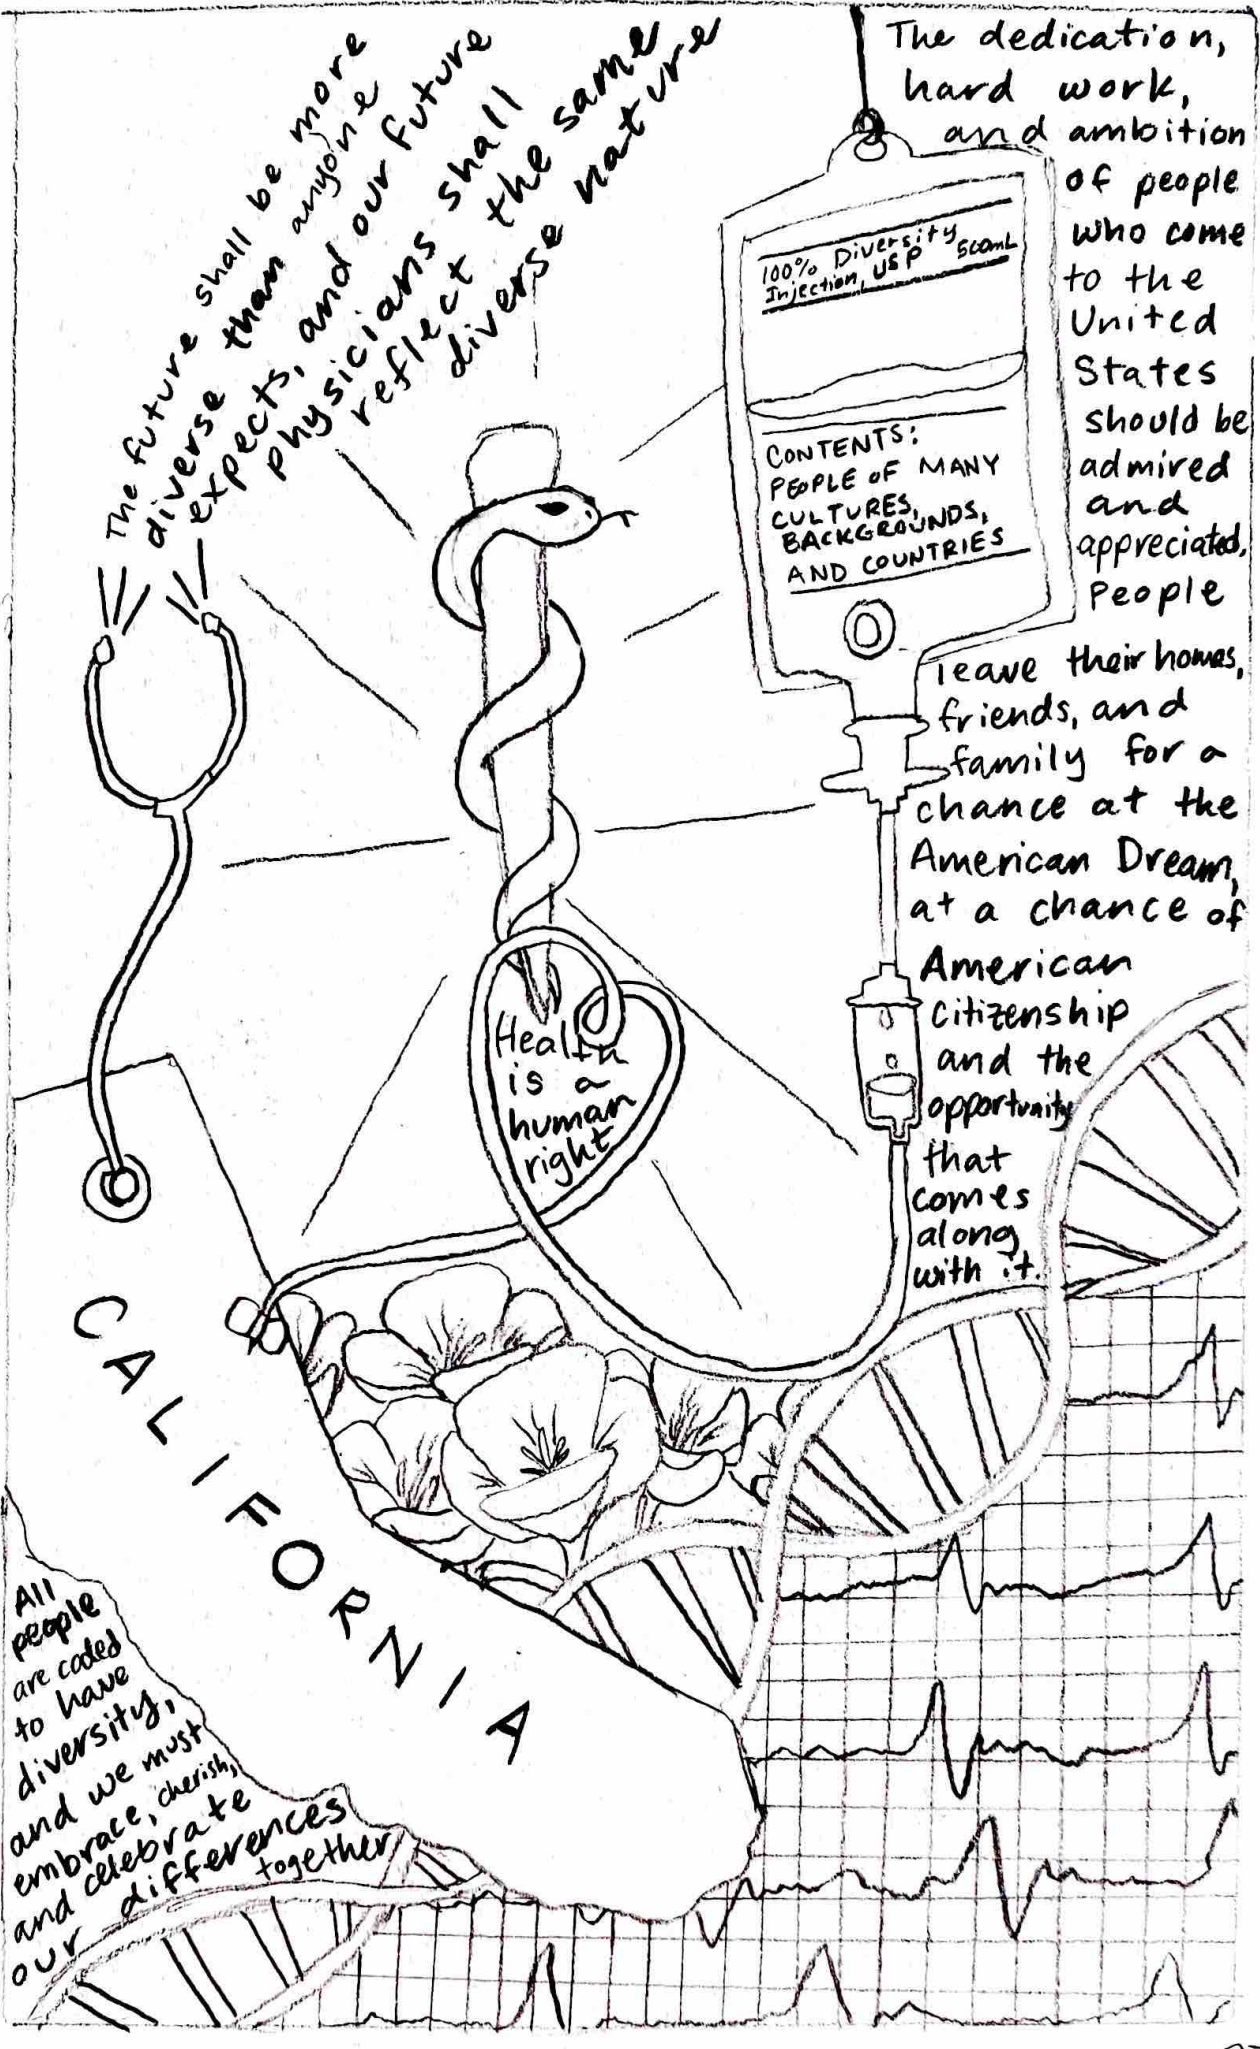 The future shall be more
diverse than anyone
expects, and our future
physicians shall
reflect the same
diverse nature
The dedication,
hard work,
and ambition
of people
who come
to the
United
States
should be
admired
and
appreciated.
People
leave their homes,
friends, and
family for a
chance at the
American Dream,
at a chance of
American
citizenship
and the
opportunity
that
comes
along
with it.
100% Diversity 500mL
Injection, USP
CONTENTS:
PEOPLE OF MANY
CULTURES,
BACKGROUNDS,
AND COUNTRIES
Health
is a
human
right
CALIFORNIA
All
people
are coded
to have
diversity,
and we must
embrace, cherish,
and celebrate
our differences
together